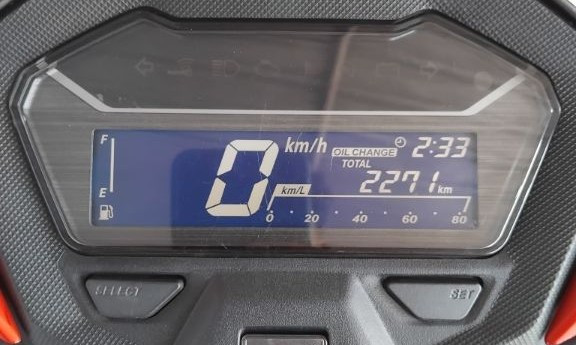 F
km/h
OIL CHANGE 2:33
TOTAL
2271 km
E
km/L
0 20 40 60 80
0
SELECT
SET